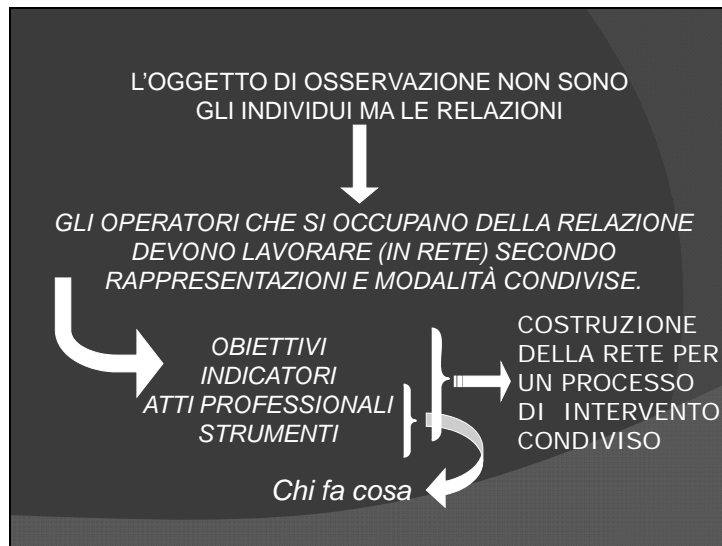 L'OGGETTO DI OSSERVAZIONE NON SONO
GLI INDIVIDUI MA LE RELAZIONI
GLI OPERATORI CHE SI OCCUPANO DELLA RELAZIONE
DEVONO LAVORARE (IN RETE) SECONDO
RAPPRESENTAZIONI E MODALITÀ CONDIVISE.
OBIETTIVI
INDICATORI
ATTI PROFESSIONALI
STRUMENTI
COSTRUZIONE
DELLA RETE PER
UN PROCESSO
DI INTERVENTO
CONDIVISO
Chi fa cosa